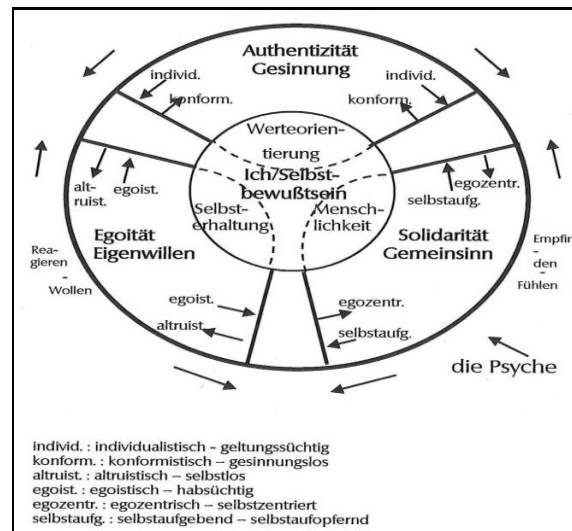 Authentizität
Gesinnung
individ.
konform.
individ.
konform.
Werteorien-
tierung
Ich/Selbst-
bewußtsein
Selbst-
erhaltung
Mensch-
lichkeit
alt-
ruist.
egoist.
egozentr.
selbstaufg.
Egoität
Eigenwillen
Solidarität
Gemeinsinn
Rea-
gieren
-
Wollen
Empfin
-
den
-
Fühlen
egoist.
altruist.
egozentr.
selbstaufg.
die Psyche
individ. : individualistisch - geltungssüchtig
konform. : konformistisch – gesinnungslos
altruist. : altruistisch – selbstlos
egoist. : egoistisch – habsüchtig
egozentr. : egozentrisch – selbstzentriert
selbstaufg. : selbstaufgebend – selbstaufopfernd